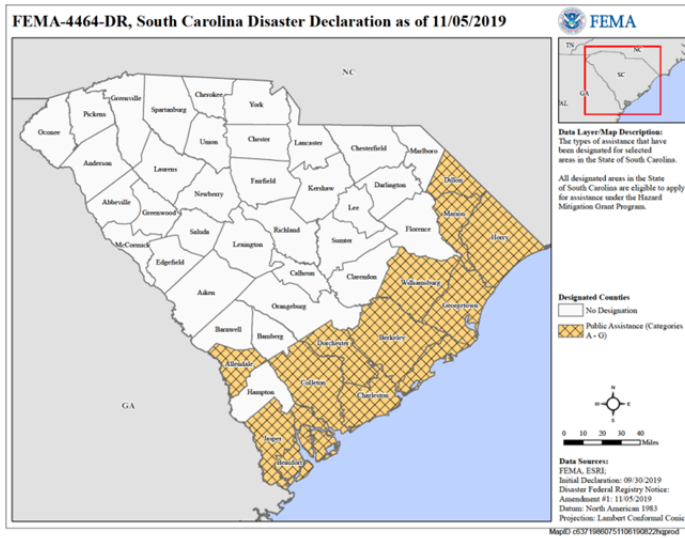 FEMA-4464-DR, South Carolina Disaster Declaration as of 11/05/2019
FEMA
TN
NC
SC
GA
AL
NC
Cherokee
Greenville
York
Spartanburg
Pickens
Oconee
Union
Chester
Lancaster
Chesterfield
Marlboro
Anderson
Laurens
Fairfield
Dillon
Kershaw
Darlington
Newberry
Abbeville
Greenwood
Lee
Marion
Saluda
Richland
Florence
Horry
Lexington
Sumter
McCormick
Edgefield
Calhoun
Clarendon
Williamsburg
Aiken
Orangeburg
Georgetown
Barnwell
Bamberg
Dorchester
Berkeley
Allendale
Colleton
Hampton
Charleston
GA
Jasper
Beaufort
Data Layer/Map Description:
The types of assistance that have
been designated for selected
areas in the State of South Carolina.
All designated areas in the State
of South Carolina are eligible to apply
for assistance under the Hazard
Mitigation Grant Program.
Designated Counties
No Designation
Public Assistance (Categories
A - G)
N
W
E
S
0 10 20 30 40
Miles
Data Sources:
FEMA, ESRI;
Initial Declaration: 09/30/2019
Disaster Federal Registry Notice:
Amendment #1: 11/05/2019
Datum: North American 1983
Projection: Lambert Conformal Conic